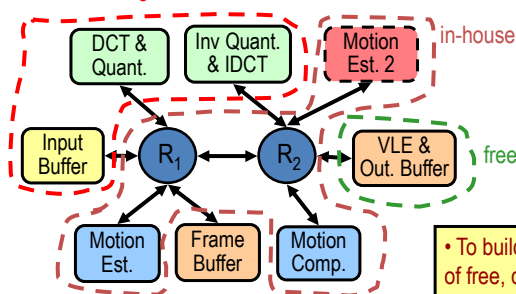 DCT &
Quant.
Inv Quant.
& IDCT
Motion
Est. 2
in-house
Input
Buffer
R1
R2
VLE &
Out. Buffer
free
Motion
Est.
Frame
Buffer
Motion
Comp.
• To build
of free,